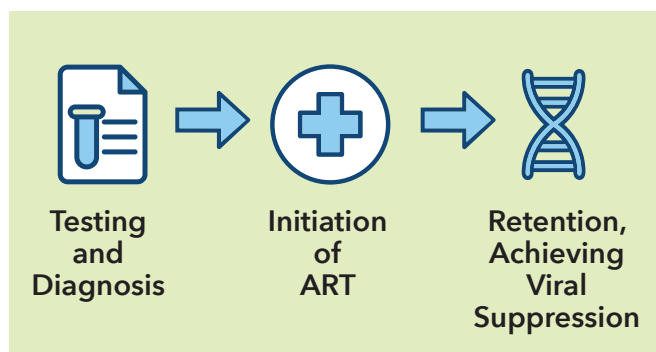 Testing
and
Diagnosis
Initiation
of
ART
Retention,
Achieving
Viral
Suppression